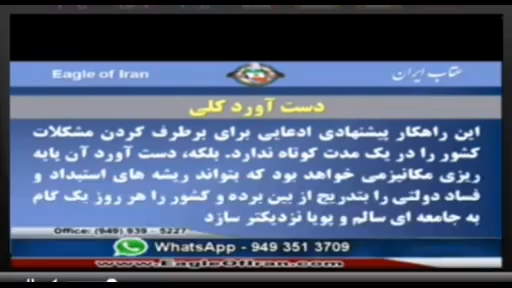 Eagle of Iran
عقاب ایران
دست آورد کلی
این راهکار پیشنهادی ادعایی برای برطرف کردن مشکلات
کشور را در یک مدت کوتاه ندارد. بلکه، دست آورد آن پایه
ریزی مکانیزمی خواهد بود که بتواند ریشه های استبداد و
فساد دولتی را بتدریج از بین برده و کشور را هر روز یک گام
به جامعه ای سالم و پویا نزدیکتر سازد
Office: (949) 939 - 5227
WhatsApp - 949 351 3709
www.EagleOfIran.com